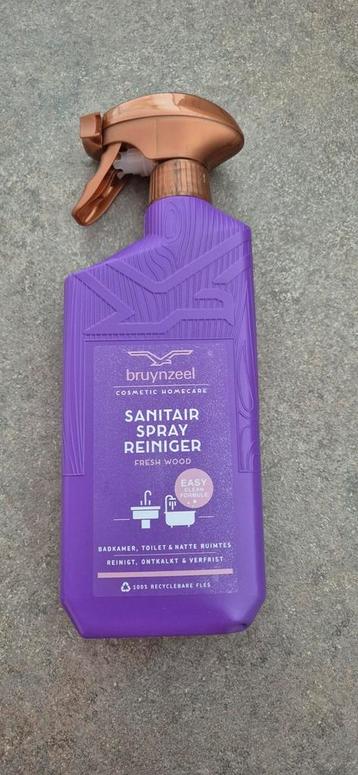 bruynzeel
COSMETIC HOMECARE
SANITAIR
SPRAY
REINIGER
FRESH WOOD
EASY
CLEAN
FORMULE
BADKAMER, TOILET & NATTE RUIMTES
REINIGT, ONTKALKT & VERFRIST
100% RECYCLEBARE FLES